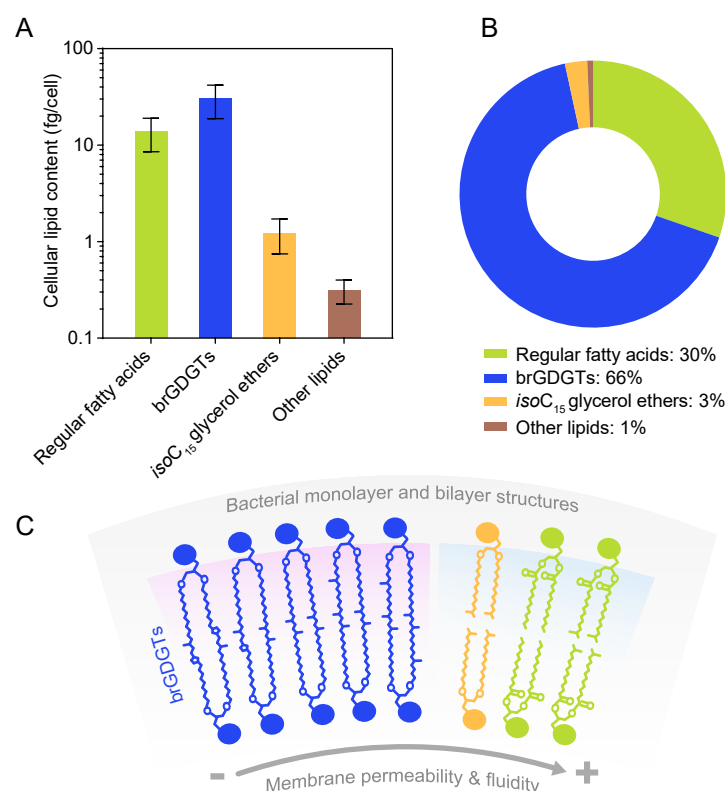 A
Cellular lipid content (fg/cell)
100
10
1
0.1
Regular fatty acids
brGDGTs
isoC₁₅ glycerol ethers
Other lipids
B
Regular fatty acids: 30%
brGDGTs: 66%
isoC₁₅ glycerol ethers: 3%
Other lipids: 1%
C
Bacterial monolayer and bilayer structures
brGDGTs
- +
Membrane permeability & fluidity